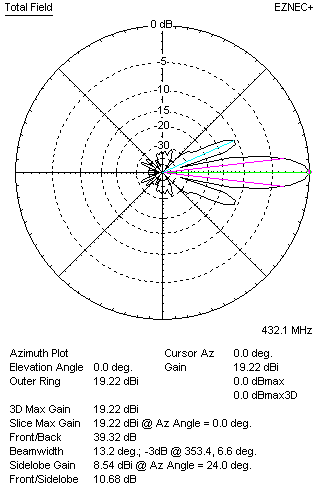 Total Field EZNEC+
0 dB
-5
-10
-15
-20
-30
432.1 MHz
Azimuth Plot Cursor Az 0.0 deg.
Elevation Angle 0.0 deg. Gain 19.22 dBi
Outer Ring 19.22 dBi 0.0 dBmax
0.0 dBmax3D
3D Max Gain 19.22 dBi
Slice Max Gain 19.22 dBi @ Az Angle = 0.0 deg.
Front/Back 39.32 dB
Beamwidth 13.2 deg.; -3dB @ 353.4, 6.6 deg.
Sidelobe Gain 8.54 dBi @ Az Angle = 24.0 deg.
Front/Sidelobe 10.68 dB